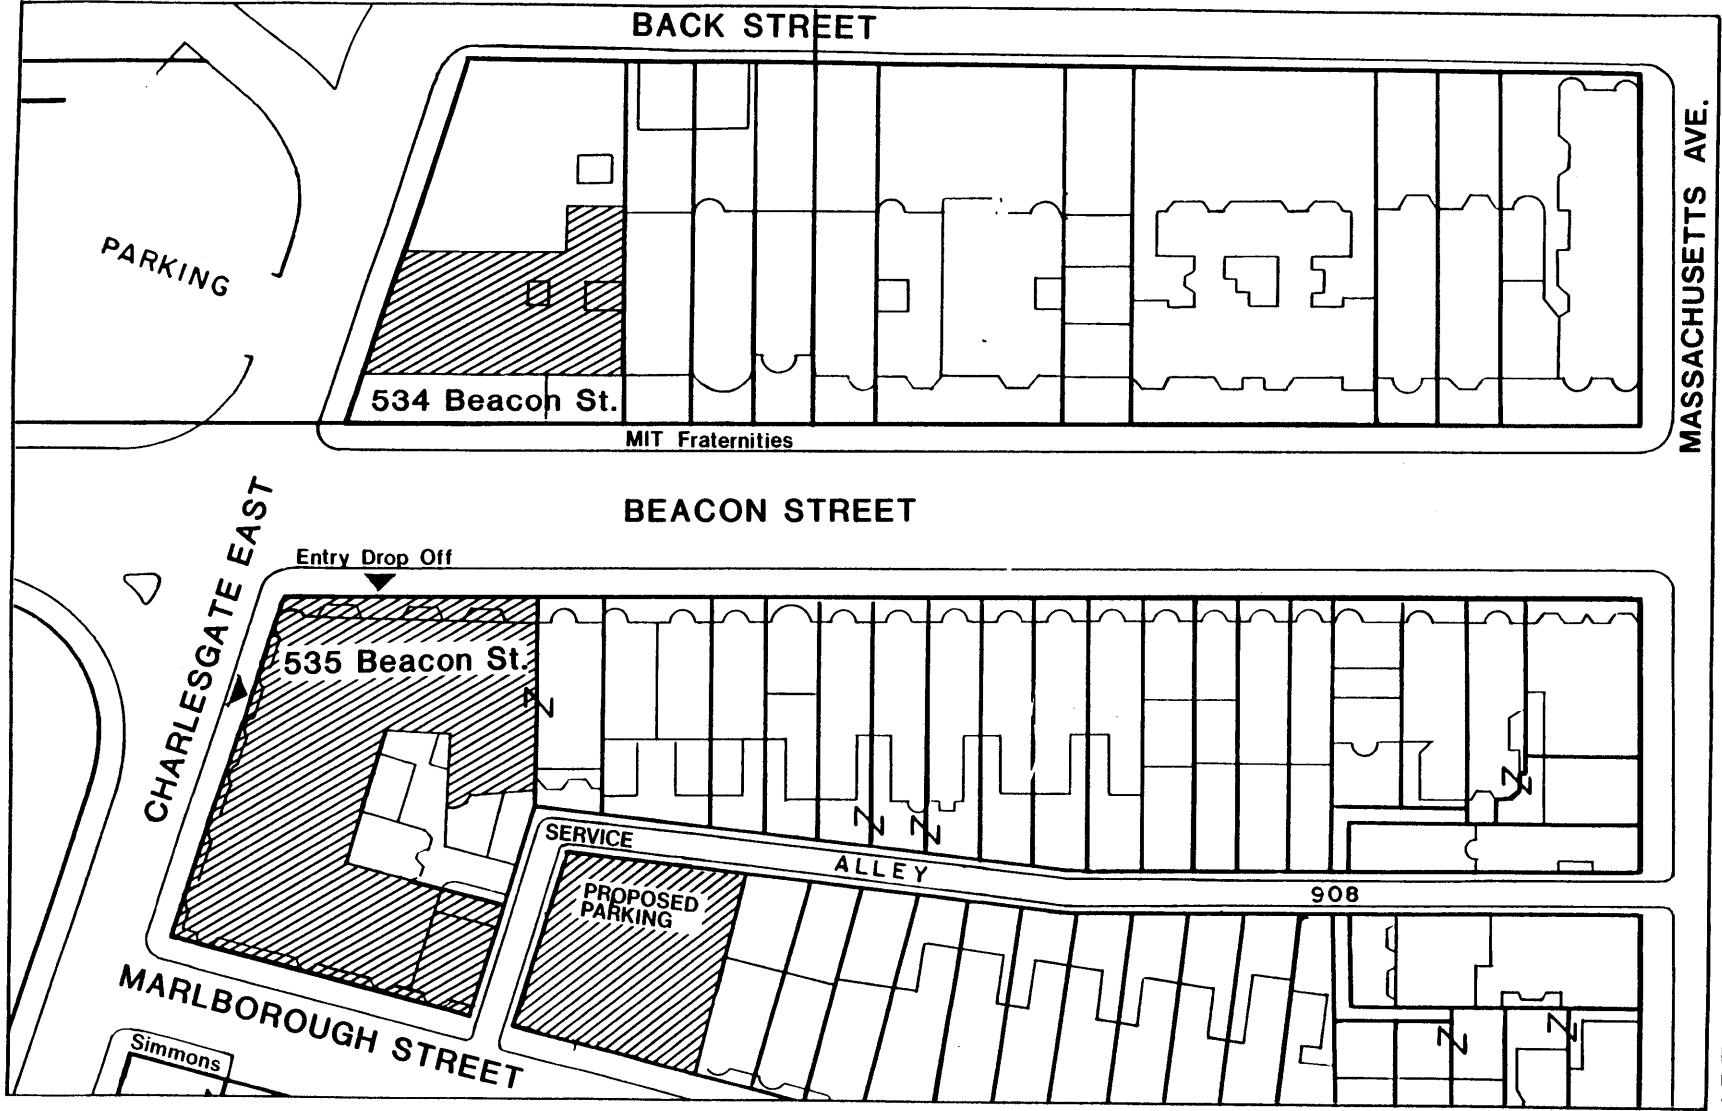 BACK STREET
MASSACHUSETTS AVE.
PARKING
534 Beacon St.
MIT Fraternities
BEACON STREET
CHARLESGATE EAST
Entry Drop Off
535 Beacon St.
SERVICE
ALLEY
908
PROPOSED
PARKING
MARLBOROUGH STREET
Simmons